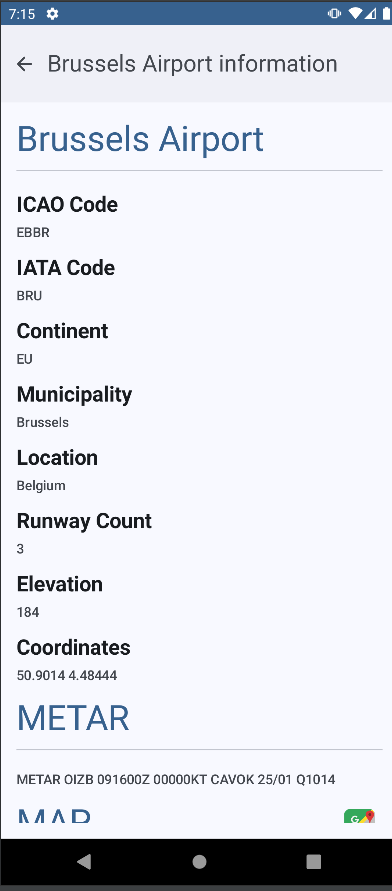 7:15
Brussels Airport information
Brussels Airport
ICAO Code
EBBR
IATA Code
BRU
Continent
EU
Municipality
Brussels
Location
Belgium
Runway Count
3
Elevation
184
Coordinates
50.9014 4.48444
METAR
METAR OIZB 091600Z 00000KT CAVOK 25/01 Q1014
MAP
G